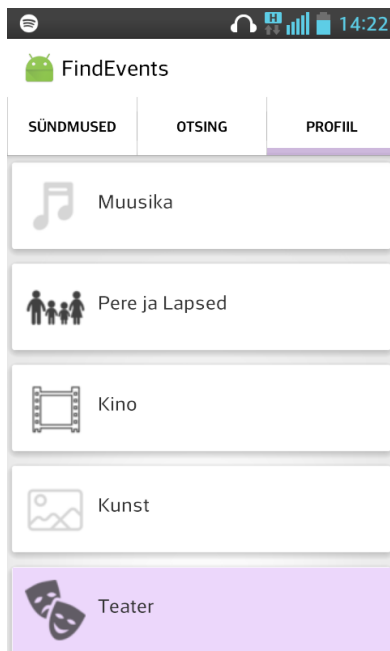 H 14:22
FindEvents
SÜNDMUSED OTSING PROFIIL
Muusika
Pere ja Lapsed
Kino
Kunst
Teater